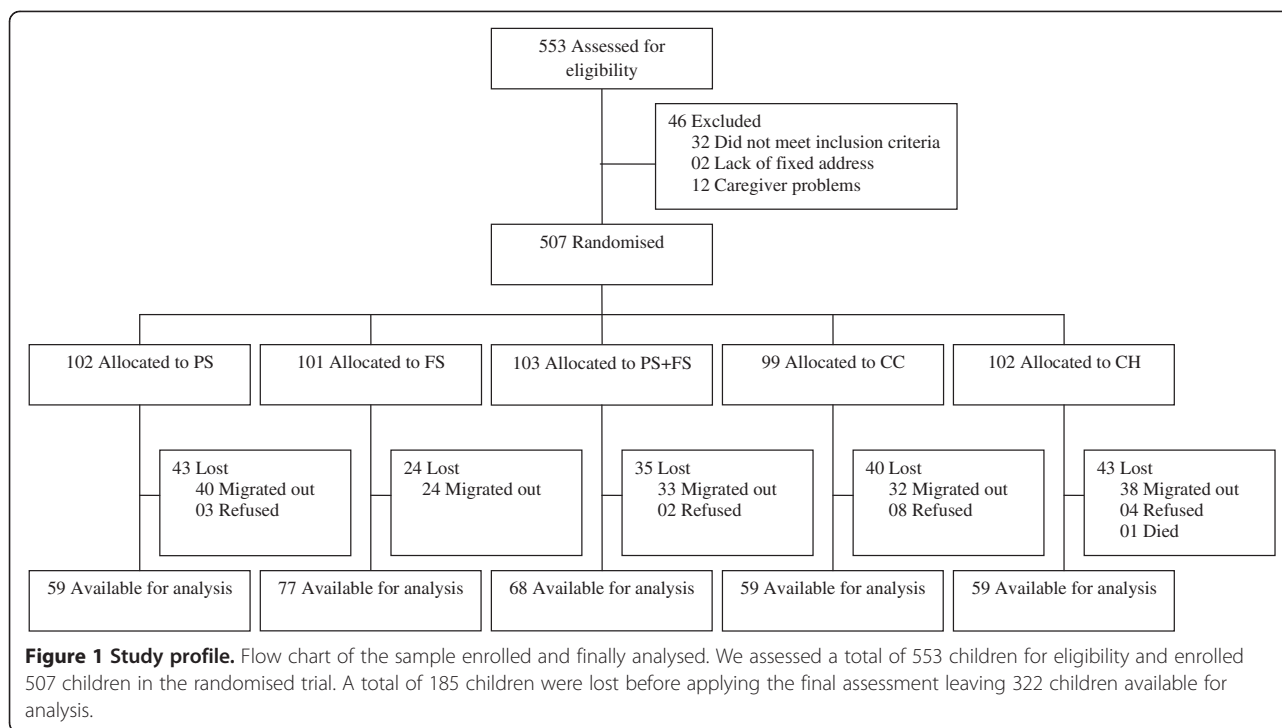 553 Assessed for
eligibility
46 Excluded
32 Did not meet inclusion criteria
02 Lack of fixed address
12 Caregiver problems
507 Randomised
102 Allocated to PS
101 Allocated to FS
103 Allocated to PS+FS
99 Allocated to CC
102 Allocated to CH
43 Lost
40 Migrated out
03 Refused
24 Lost
24 Migrated out
35 Lost
33 Migrated out
02 Refused
40 Lost
32 Migrated out
08 Refused
43 Lost
38 Migrated out
04 Refused
01 Died
59 Available for analysis
77 Available for analysis
68 Available for analysis
59 Available for analysis
59 Available for analysis
Figure 1 Study profile. Flow chart of the sample enrolled and finally analysed. We assessed a total of 553 children for eligibility and enrolled
507 children in the randomised trial. A total of 185 children were lost before applying the final assessment leaving 322 children available for
analysis.